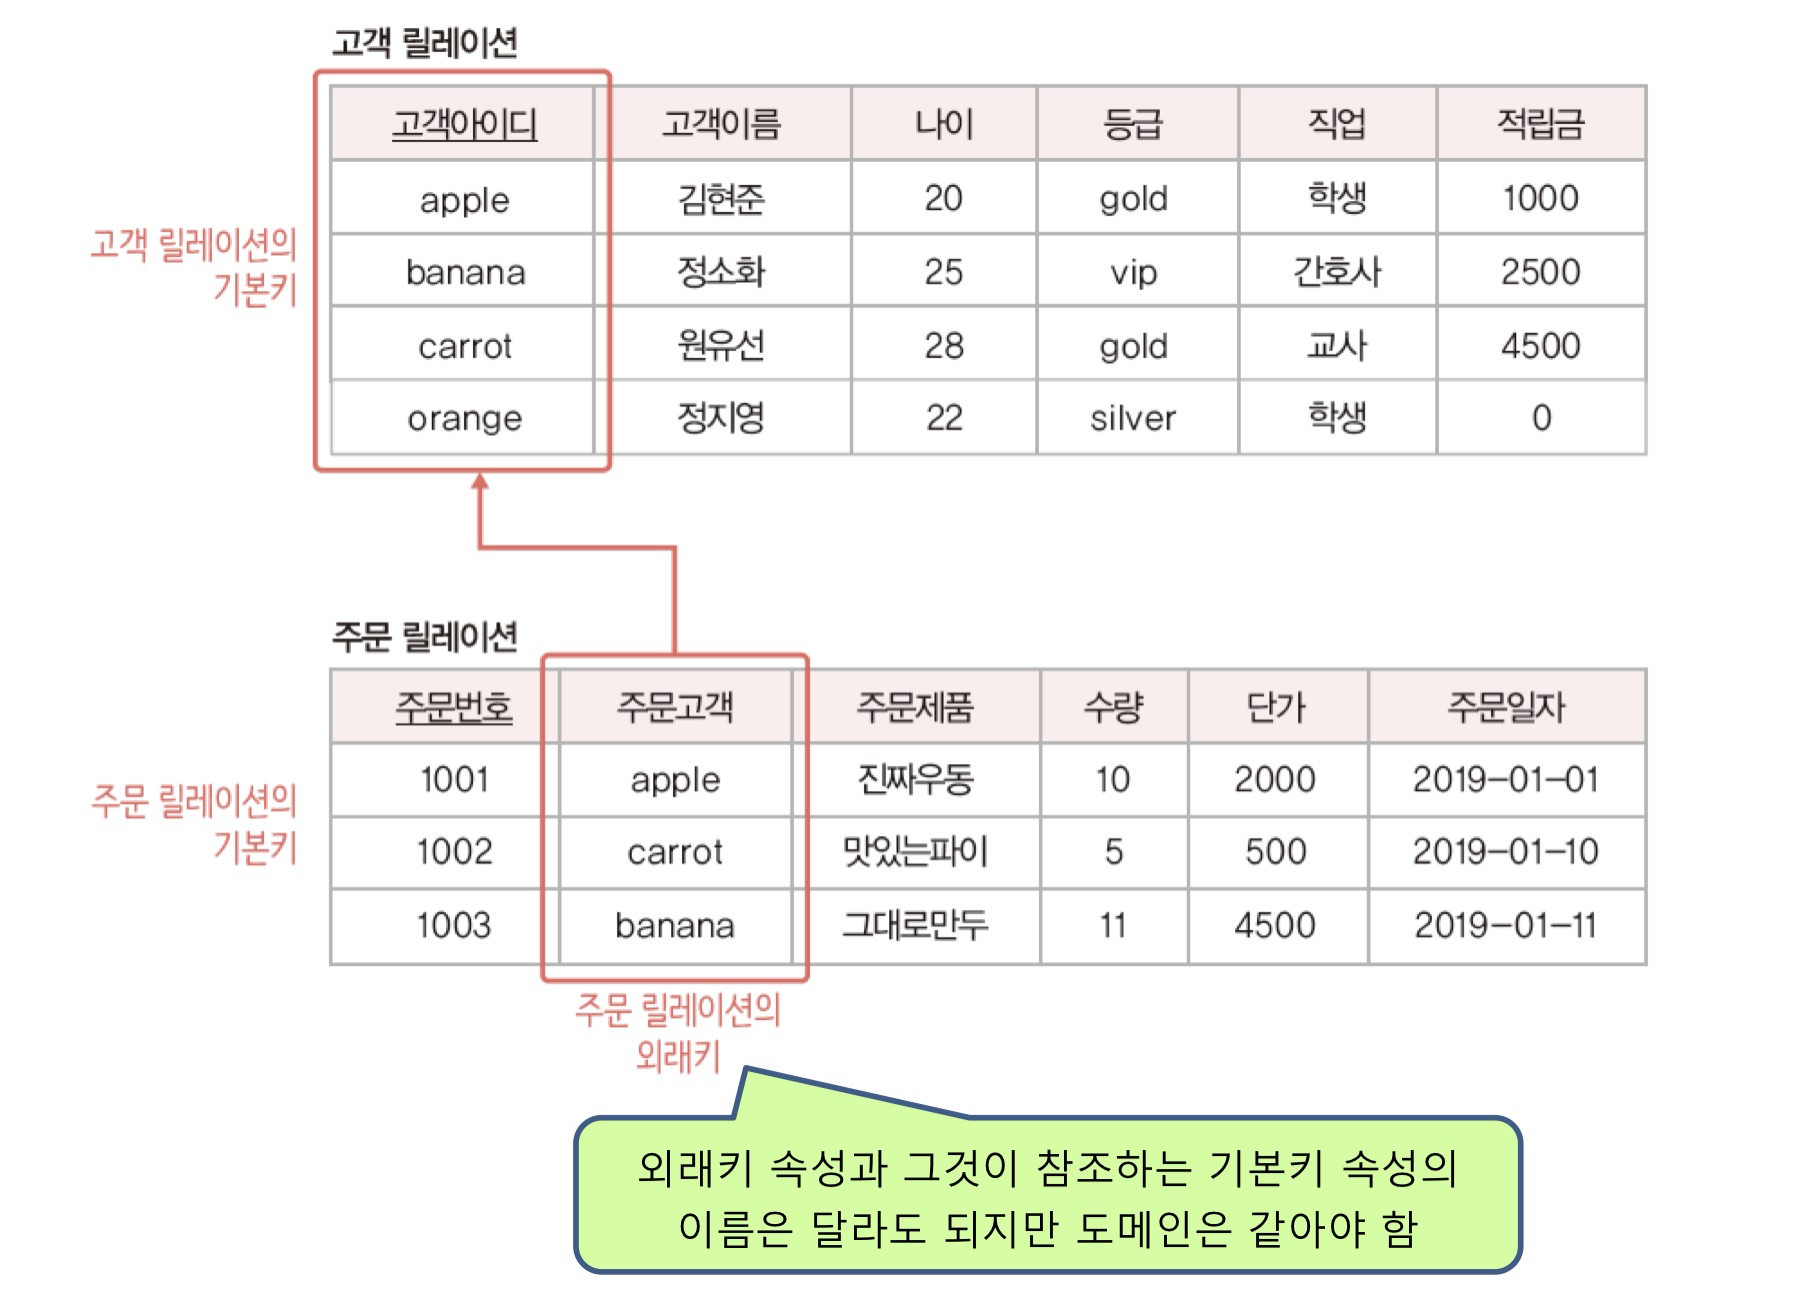 고객 릴레이션
고객아이디 고객이름 나이 등급 직업 적립금
apple 김현준 20 gold 학생 1000
고객 릴레이션의
기본키
banana 정소화 25 vip 간호사 2500
carrot 원유선 28 gold 교사 4500
orange 정지영 22 silver 학생 0
주문 릴레이션
주문번호 주문고객 주문제품 수량 단가 주문일자
1001 apple 진짜우동 10 2000 2019-01-01
주문 릴레이션의
기본키
1002 carrot 맛있는파이 5 500 2019-01-10
1003 banana 그대로만두 11 4500 2019-01-11
주문 릴레이션의
외래키
외래키 속성과 그것이 참조하는 기본키 속성의
이름은 달라도 되지만 도메인은 같아야 함